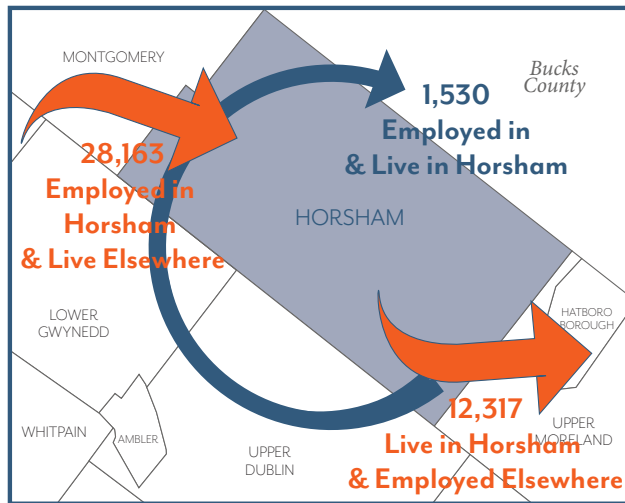 MONTGOMERY
Bucks
County
1,530
Employed in
& Live in Horsham
28,163
Employed in
Horsham
& Live Elsewhere
HORSHAM
LOWER
GWYNEDD
HATBORO
BOROUGH
WHITPAIN
AMBLER
UPPER
DUBLIN
12,317
Live in Horsham
& Employed Elsewhere
UPPER
MORELAND